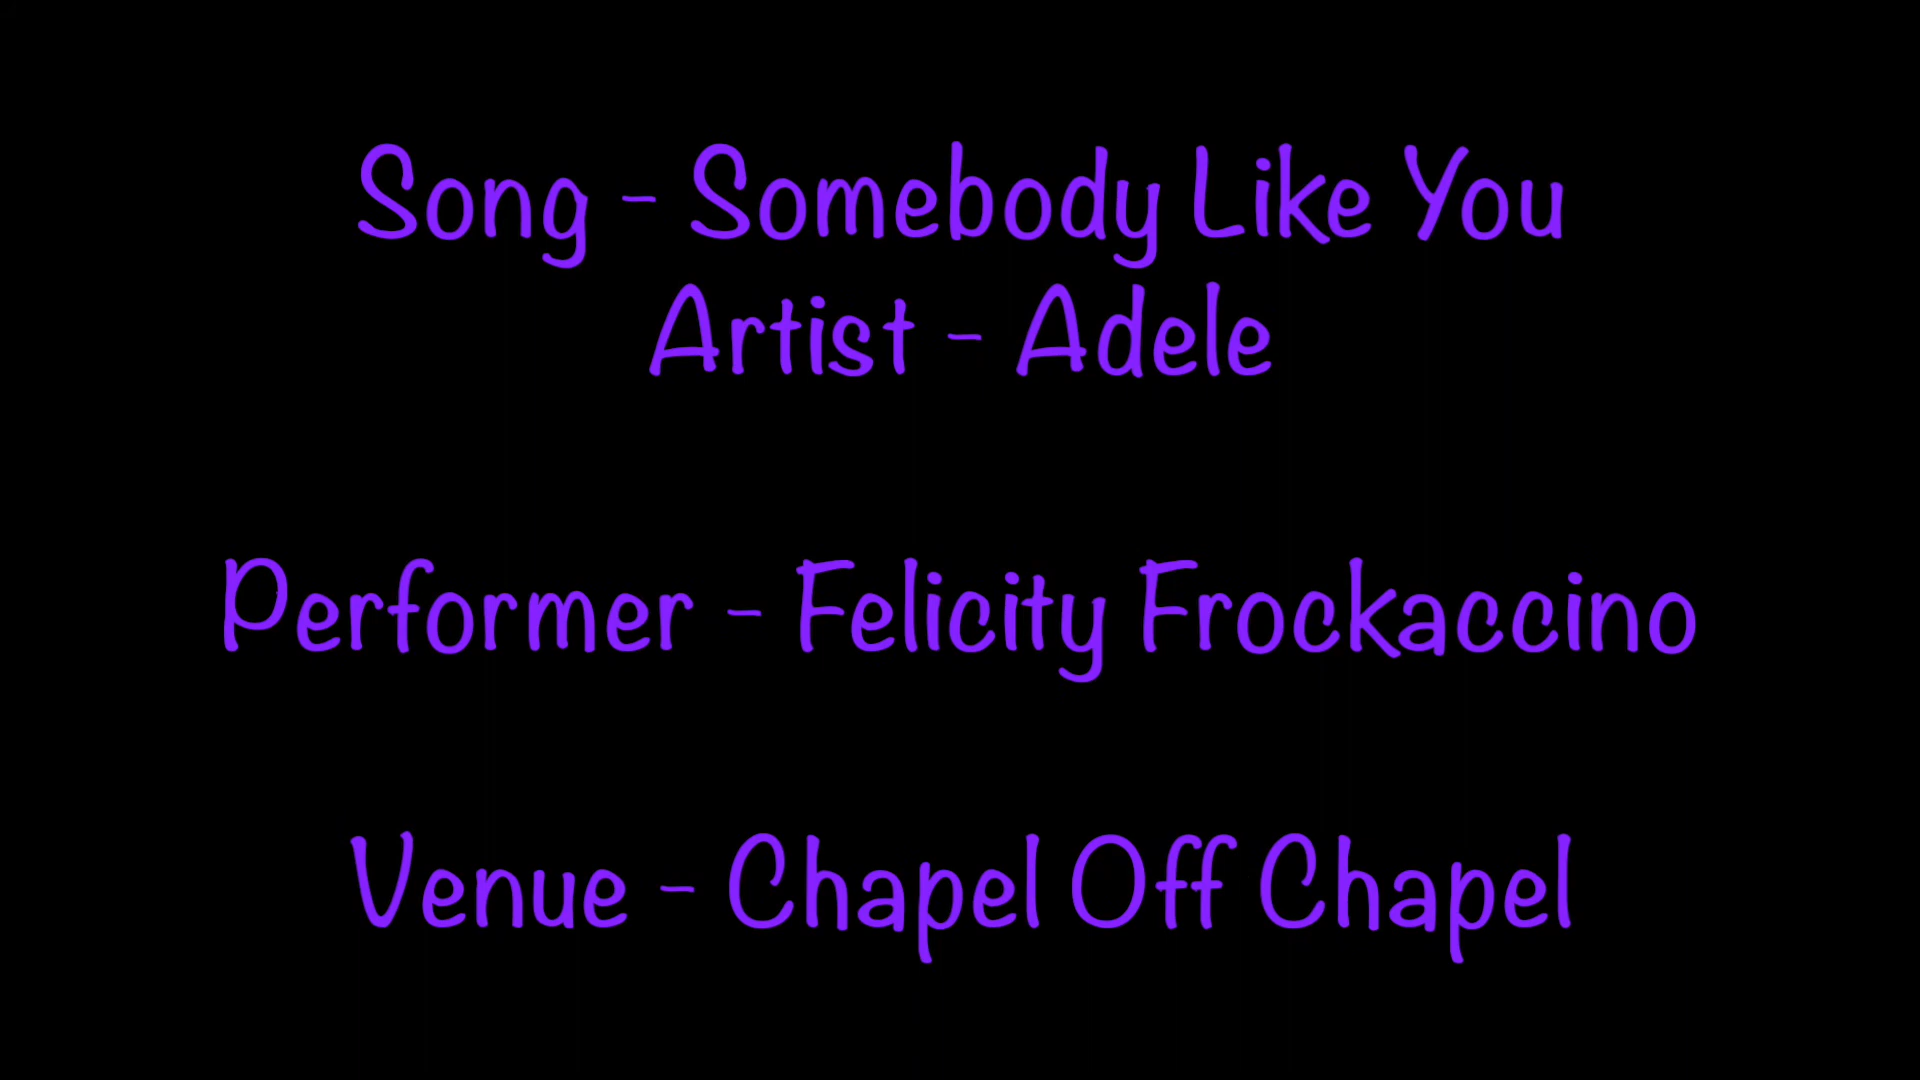 Song - Somebody Like You
Artist - Adele
Performer - Felicity Frockaccino
Venue - Chapel Off Chapel